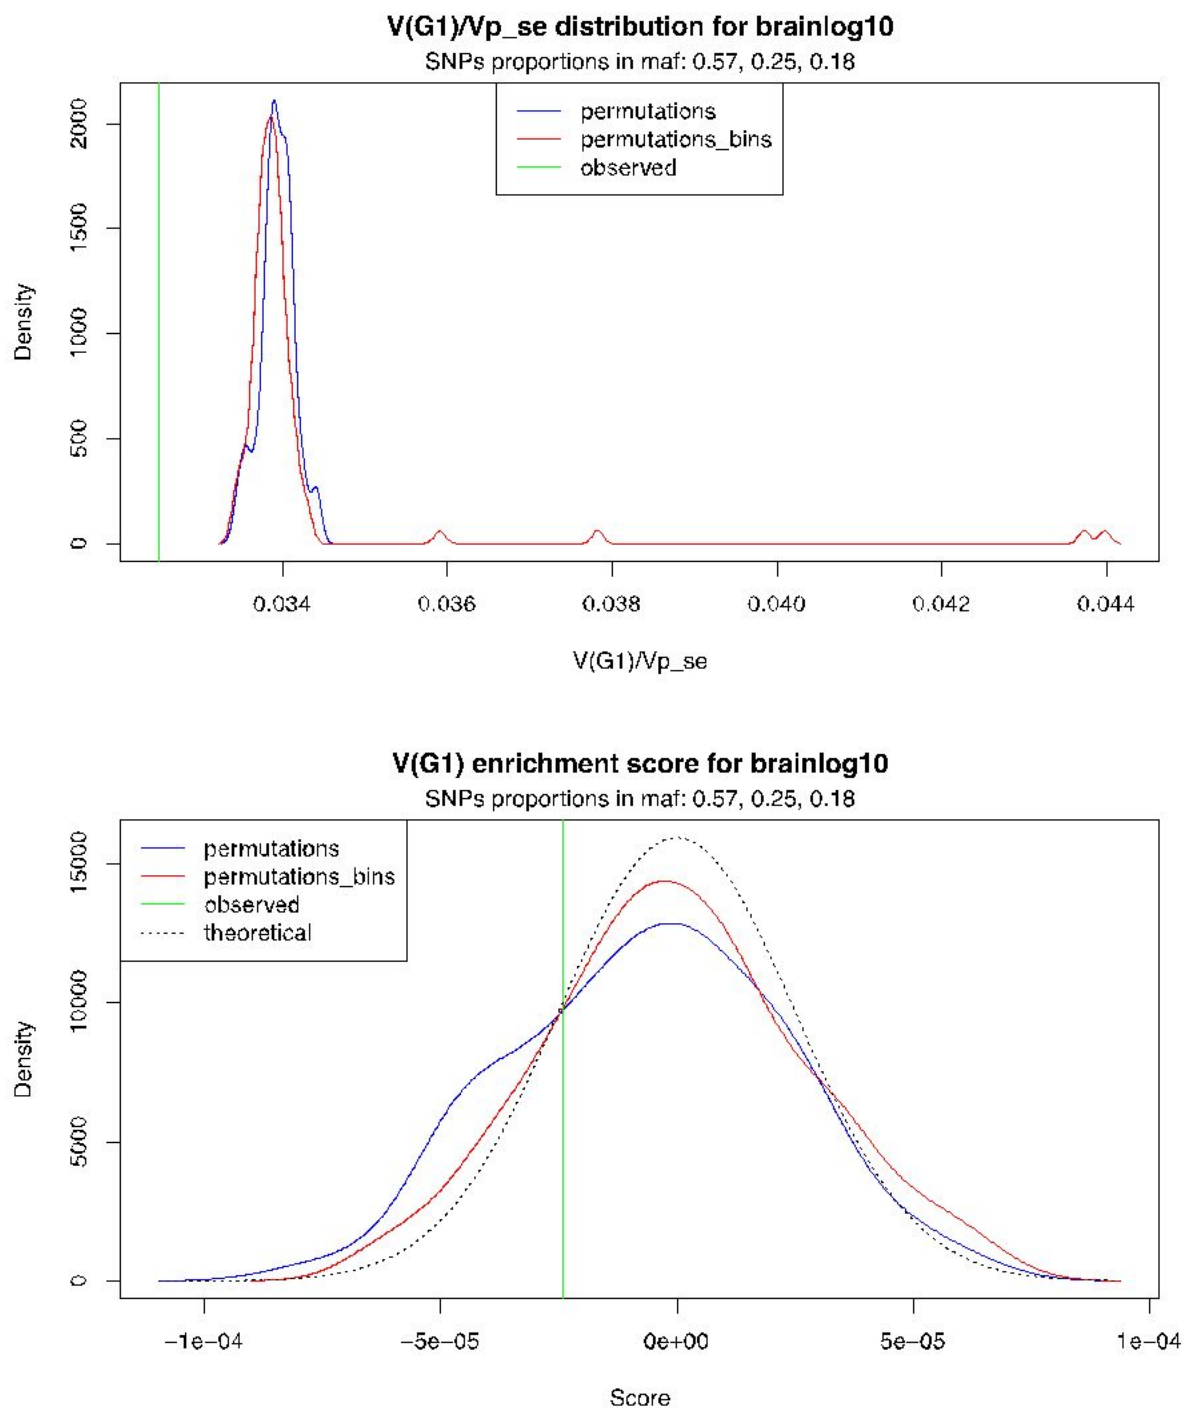 V(G1)/Vp_se distribution for brainlog10
SNPs proportions in maf: 0.57, 0.25, 0.18
permutations
permutations_bins
observed
Density
2000
1500
1000
500
0
0.034 0.036 0.038 0.040 0.042 0.044
V(G1)/Vp_se
V(G1) enrichment score for brainlog10
SNPs proportions in maf: 0.57, 0.25, 0.18
permutations
permutations_bins
observed
theoretical
Density
15000
10000
5000
0
−1e−04 −5e−05 0e+00 5e−05 1e−04
Score